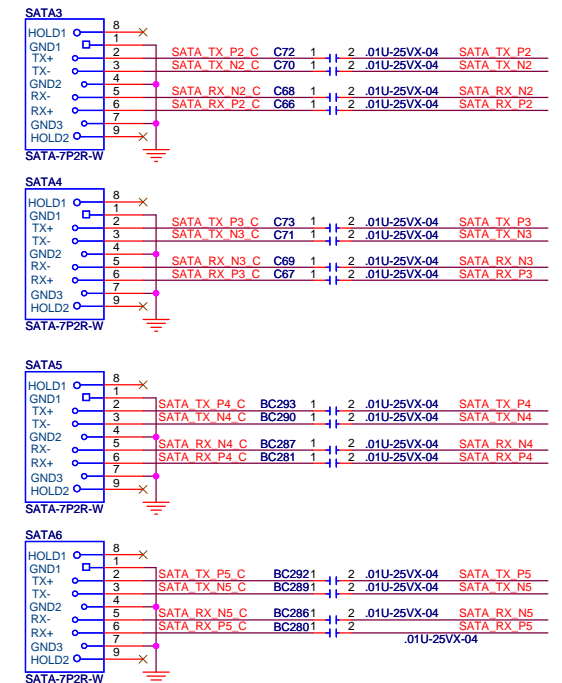 SATA3
HOLD1 8
GND1 1
TX+ 2 SATA_TX_P2_C C72 1 2 .01U-25VX-04 SATA_TX_P2
TX- 3 SATA_TX_N2_C C70 1 2 .01U-25VX-04 SATA_TX_N2
GND2 4
RX- 5 SATA_RX_N2_C C68 1 2 .01U-25VX-04 SATA_RX_N2
RX+ 6 SATA_RX_P2_C C66 1 2 .01U-25VX-04 SATA_RX_P2
GND3 7
HOLD2 9
SATA-7P2R-W
SATA4
HOLD1 8
GND1 1
TX+ 2 SATA_TX_P3_C C73 1 2 .01U-25VX-04 SATA_TX_P3
TX- 3 SATA_TX_N3_C C71 1 2 .01U-25VX-04 SATA_TX_N3
GND2 4
RX- 5 SATA_RX_N3_C C69 1 2 .01U-25VX-04 SATA_RX_N3
RX+ 6 SATA_RX_P3_C C67 1 2 .01U-25VX-04 SATA_RX_P3
GND3 7
HOLD2 9
SATA-7P2R-W
SATA5
HOLD1 8
GND1 1
TX+ 2 SATA_TX_P4_C BC293 1 2 .01U-25VX-04 SATA_TX_P4
TX- 3 SATA_TX_N4_C BC290 1 2 .01U-25VX-04 SATA_TX_N4
GND2 4
RX- 5 SATA_RX_N4_C BC287 1 2 .01U-25VX-04 SATA_RX_N4
RX+ 6 SATA_RX_P4_C BC281 1 2 .01U-25VX-04 SATA_RX_P4
GND3 7
HOLD2 9
SATA-7P2R-W
SATA6
HOLD1 8
GND1 1
TX+ 2 SATA_TX_P5_C BC292 1 2 .01U-25VX-04 SATA_TX_P5
TX- 3 SATA_TX_N5_C BC289 1 2 .01U-25VX-04 SATA_TX_N5
GND2 4
RX- 5 SATA_RX_N5_C BC286 1 2 .01U-25VX-04 SATA_RX_N5
RX+ 6 SATA_RX_P5_C BC280 1 2 SATA_RX_P5
.01U-25VX-04
GND3 7
HOLD2 9
SATA-7P2R-W